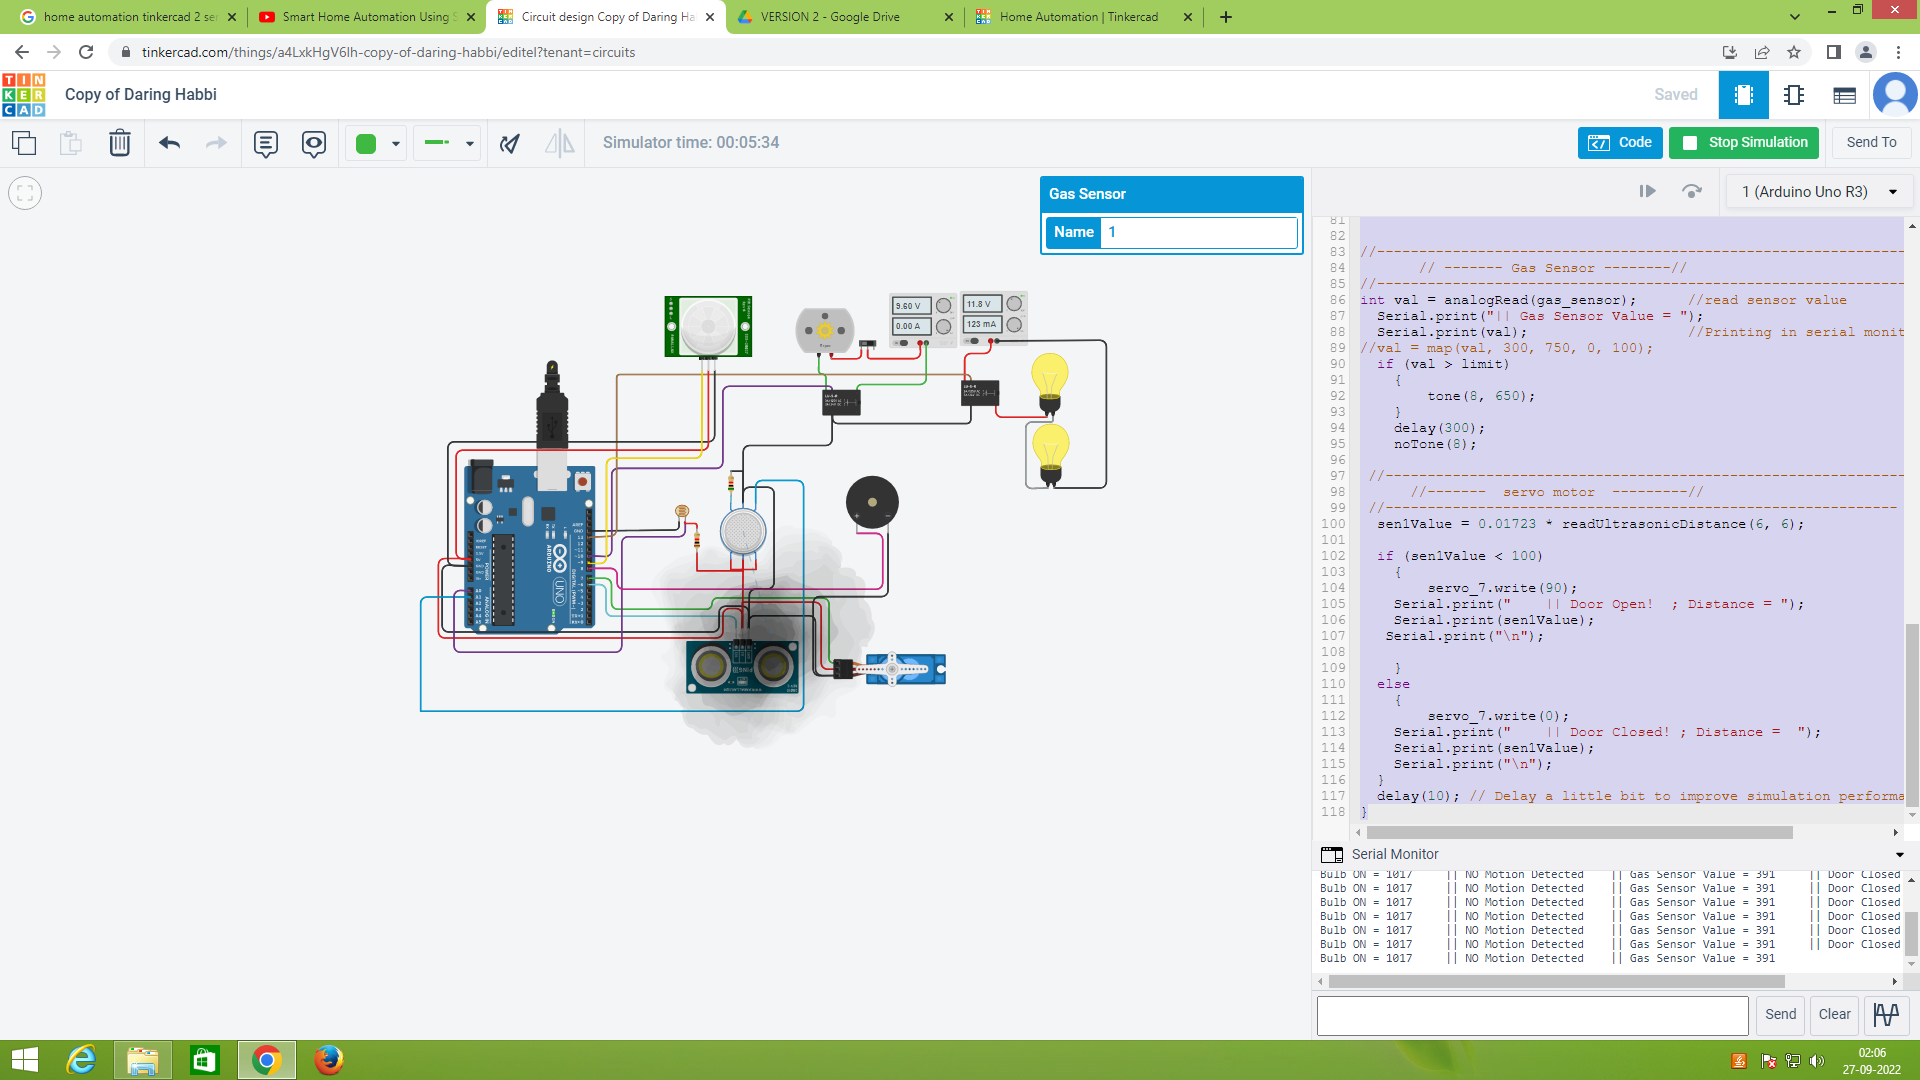 home automation tinkercad 2 ser
Smart Home Automation Using S
Circuit design Copy of Daring Ha
VERSION 2 - Google Drive
Home Automation | Tinkercad
tinkercad.com/things/a4LxkHgV6Ih-copy-of-daring-habbi/editel?tenant=circuits
TIN
KER
CAD
Copy of Daring Habbi
Saved
Simulator time: 00:05:34
Code
Stop Simulation
Send To
Gas Sensor
Name 1
1 (Arduino Uno R3)
9.60 V
0.00 A
11.8 V
123 mA
ARDUINO
UNO
81
82
83 //--------------------------------------------------------------
84 // ------- Gas Sensor --------//
85 //--------------------------------------------------------------
86 int val = analogRead(gas_sensor); //read sensor value
87 Serial.print("|| Gas Sensor Value = ");
88 Serial.print(val); //Printing in serial monit
89 //val = map(val, 300, 750, 0, 100);
90 if (val > limit)
91 {
92 tone(8, 650);
93 }
94 delay(300);
95 noTone(8);
96
97 //--------------------------------------------------------------
98 //------- servo motor ---------//
99 //------------------------------------------------------------
100 sen1Value = 0.01723 * readUltrasonicDistance(6, 6);
101
102 if (sen1Value < 100)
103 {
104 servo_7.write(90);
105 Serial.print(" || Door Open! ; Distance = ");
106 Serial.print(sen1Value);
107 Serial.print("\n");
108
109 }
110 else
111 {
112 servo_7.write(0);
113 Serial.print(" || Door Closed! ; Distance = ");
114 Serial.print(sen1Value);
115 Serial.print("\n");
116 }
117 delay(10); // Delay a little bit to improve simulation performa
118 }
Serial Monitor
Bulb ON = 1017 || NO Motion Detected || Gas Sensor Value = 391 || Door Closed
Bulb ON = 1017 || NO Motion Detected || Gas Sensor Value = 391 || Door Closed
Bulb ON = 1017 || NO Motion Detected || Gas Sensor Value = 391 || Door Closed
Bulb ON = 1017 || NO Motion Detected || Gas Sensor Value = 391 || Door Closed
Bulb ON = 1017 || NO Motion Detected || Gas Sensor Value = 391 || Door Closed
Bulb ON = 1017 || NO Motion Detected || Gas Sensor Value = 391 || Door Closed
Bulb ON = 1017 || NO Motion Detected || Gas Sensor Value = 391
Send
Clear
02:06
27-09-2022